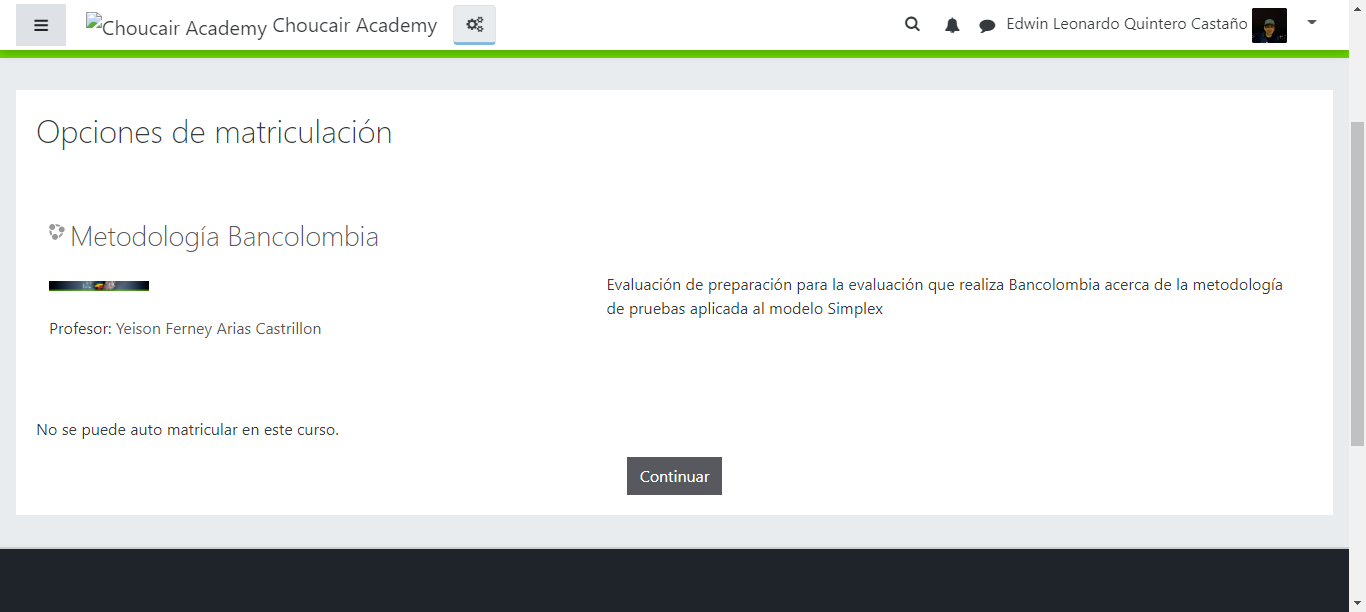 Choucair Academy Choucair Academy
Edwin Leonardo Quintero Castaño
Opciones de matriculación
Metodología Bancolombia
Evaluación de preparación para la evaluación que realiza Bancolombia acerca de la metodología
de pruebas aplicada al modelo Simplex
Profesor: Yeison Ferney Arias Castrillon
No se puede auto matricular en este curso.
Continuar